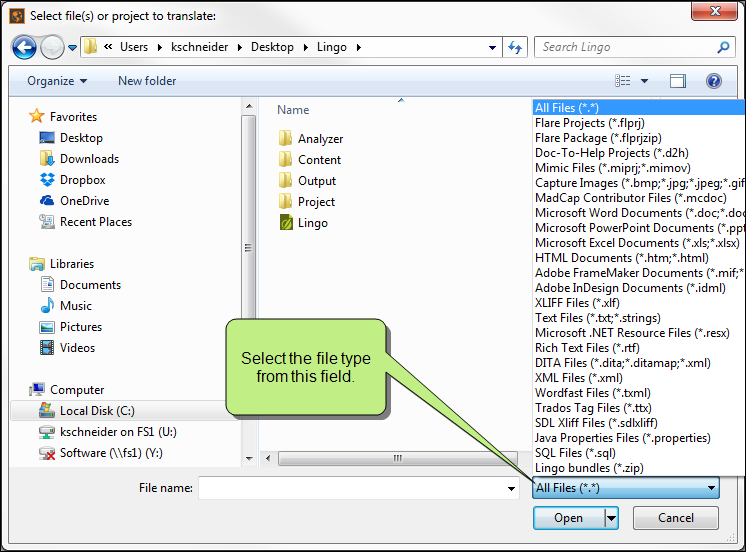 Select file(s) or project to translate:
« Users ▸ kschneider ▸ Desktop ▸ Lingo ▸
Search Lingo
Organize
New folder
Favorites
Desktop
Downloads
Dropbox
OneDrive
Recent Places
Libraries
Documents
Music
Pictures
Videos
Computer
Local Disk (C:)
kschneider on FS1 (U:)
Software (\\fs1) (Y:)
Name
Analyzer
Content
Output
Project
Lingo
All Files (*.*)
Flare Projects (*.flprj)
Flare Package (*.flprjzip)
Doc-To-Help Projects (*.d2h)
Mimic Files (*.miprj;*.mimov)
Capture Images (*.bmp;*.jpg;*.jpeg;*.gif
MadCap Contributor Files (*.mcdoc)
Microsoft Word Documents (*.doc;*.do
Microsoft PowerPoint Documents (*.ppt
Microsoft Excel Documents (*.xls;*.xlsx)
HTML Documents (*.htm;*.html)
Adobe FrameMaker Documents (*.mif;*
Adobe InDesign Documents (*.idml)
XLIFF Files (*.xlf)
Text Files (*.txt;*.strings)
Microsoft .NET Resource Files (*.resx)
Rich Text Files (*.rtf)
DITA Files (*.dita;*.ditamap;*.xml)
XML Files (*.xml)
Wordfast Files (*.txml)
Trados Tag Files (*.ttx)
SDL Xliff Files (*.sdlxliff)
Java Properties Files (*.properties)
SQL Files (*.sql)
Lingo bundles (*.zip)
Select the file type
from this field.
File name:
All Files (*.*)
Open
Cancel